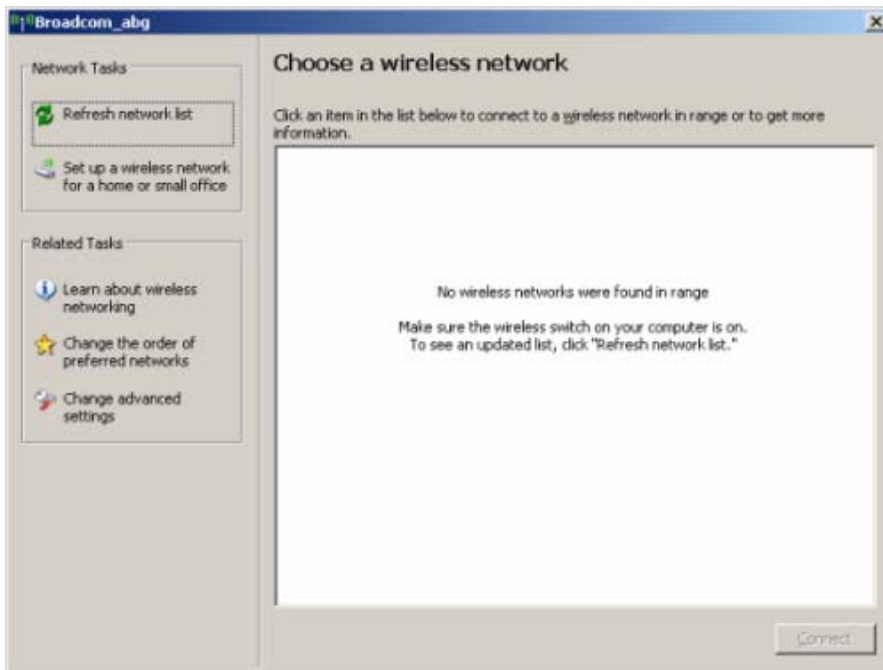 Broadcom_abg
Network Tasks
Refresh network list
Set up a wireless network
for a home or small office
Related Tasks
Learn about wireless
networking
Change the order of
preferred networks
Change advanced
settings
Choose a wireless network
Click an item in the list below to connect to a wireless network in range or to get more
information.
No wireless networks were found in range
Make sure the wireless switch on your computer is on.
To see an updated list, click "Refresh network list."
Connect